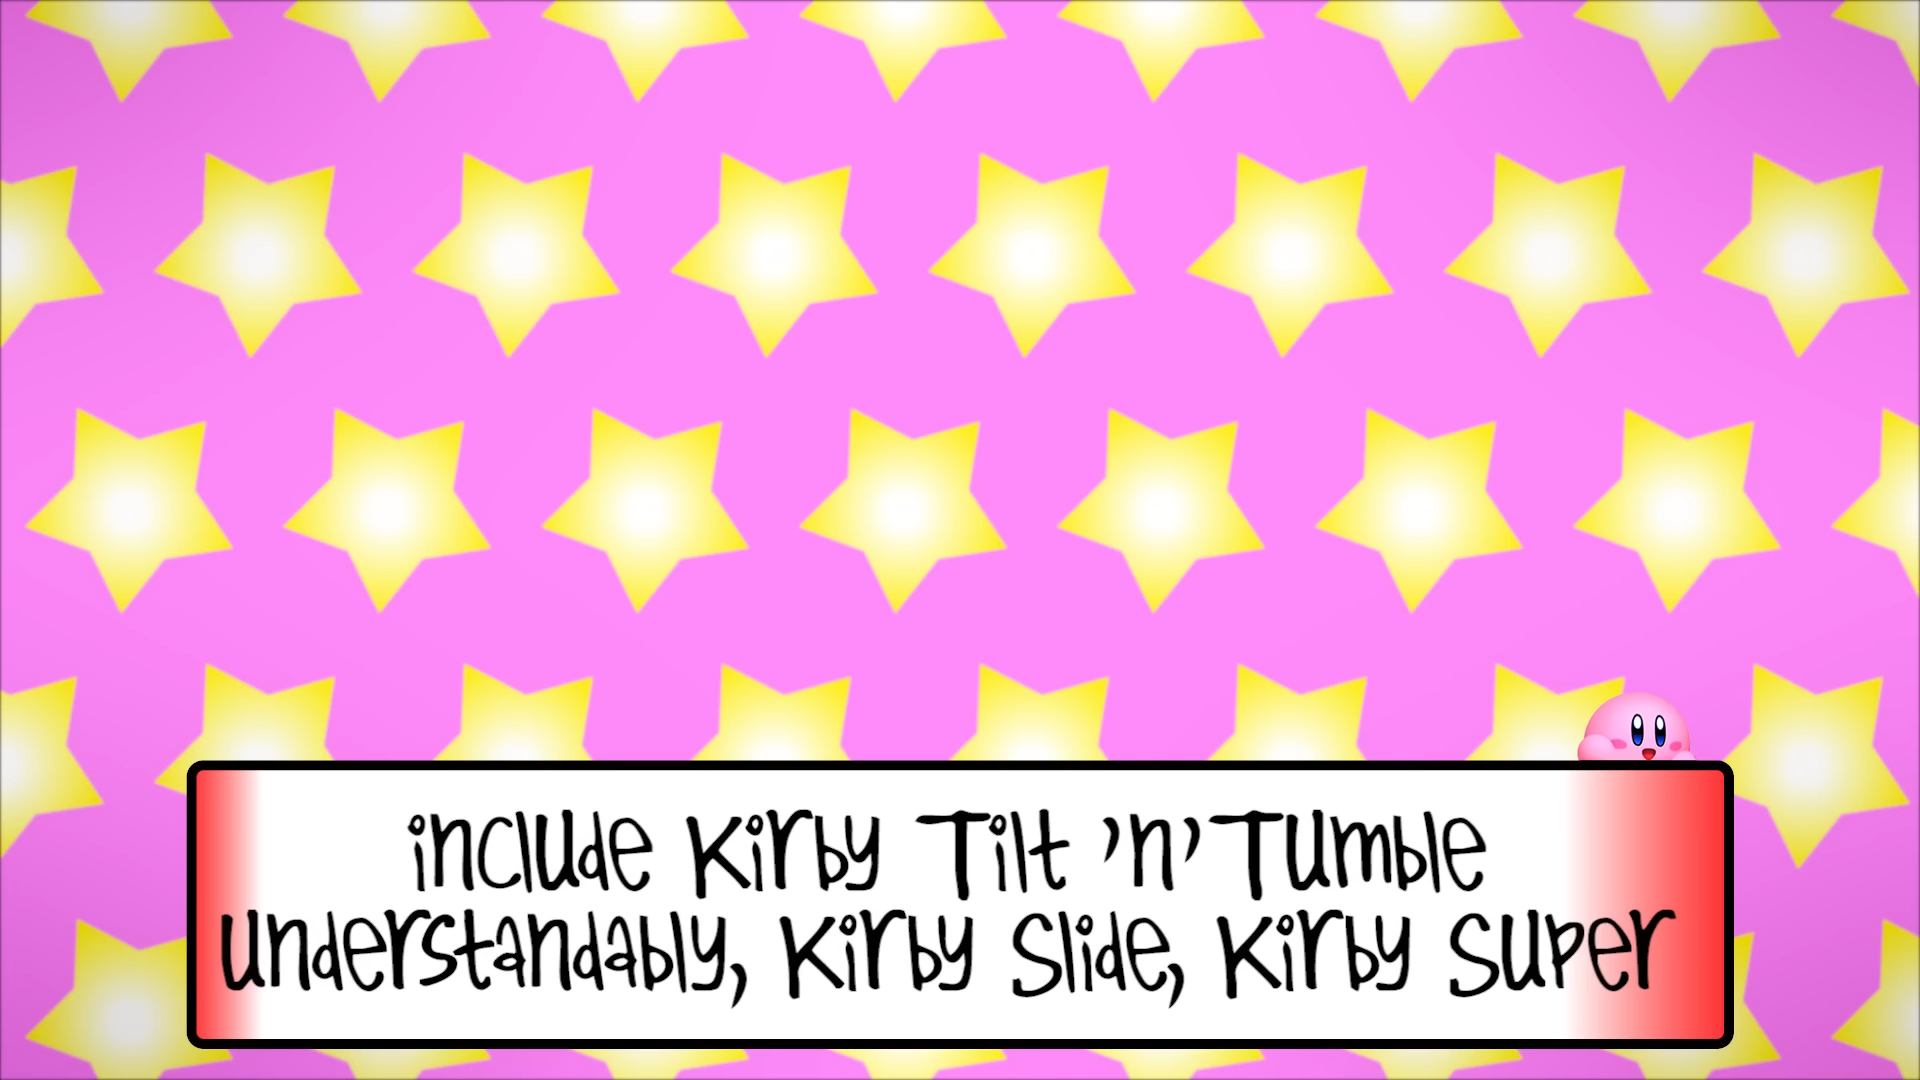 include Kirby Tilt 'n' Tumble
understandably, Kirby Slide, Kirby Super